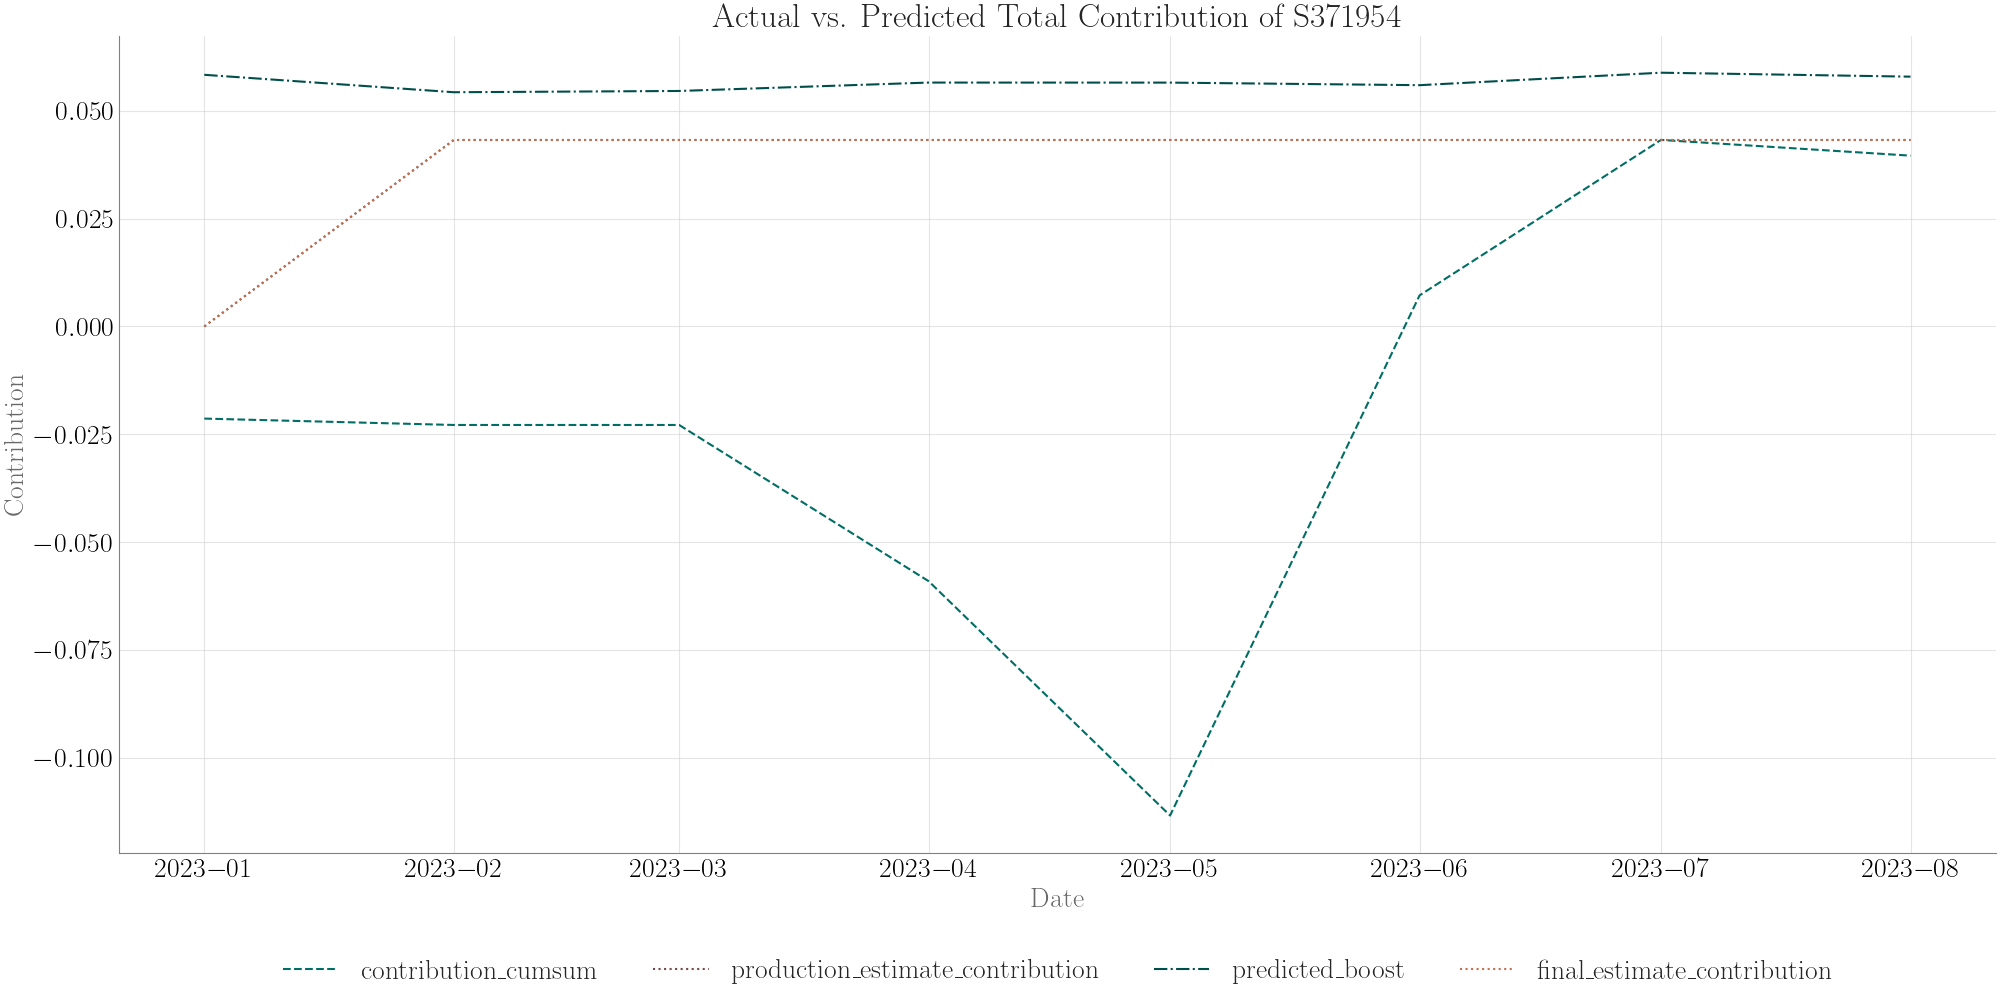 Actual vs. Predicted Total Contribution of S371954
0.050
0.025
0.000
−0.025
−0.050
−0.075
−0.100
Contribution
2023−01 2023−02 2023−03 2023−04 2023−05 2023−06 2023−07 2023−08
Date
contribution_cumsum production_estimate_contribution predicted_boost final_estimate_contribution